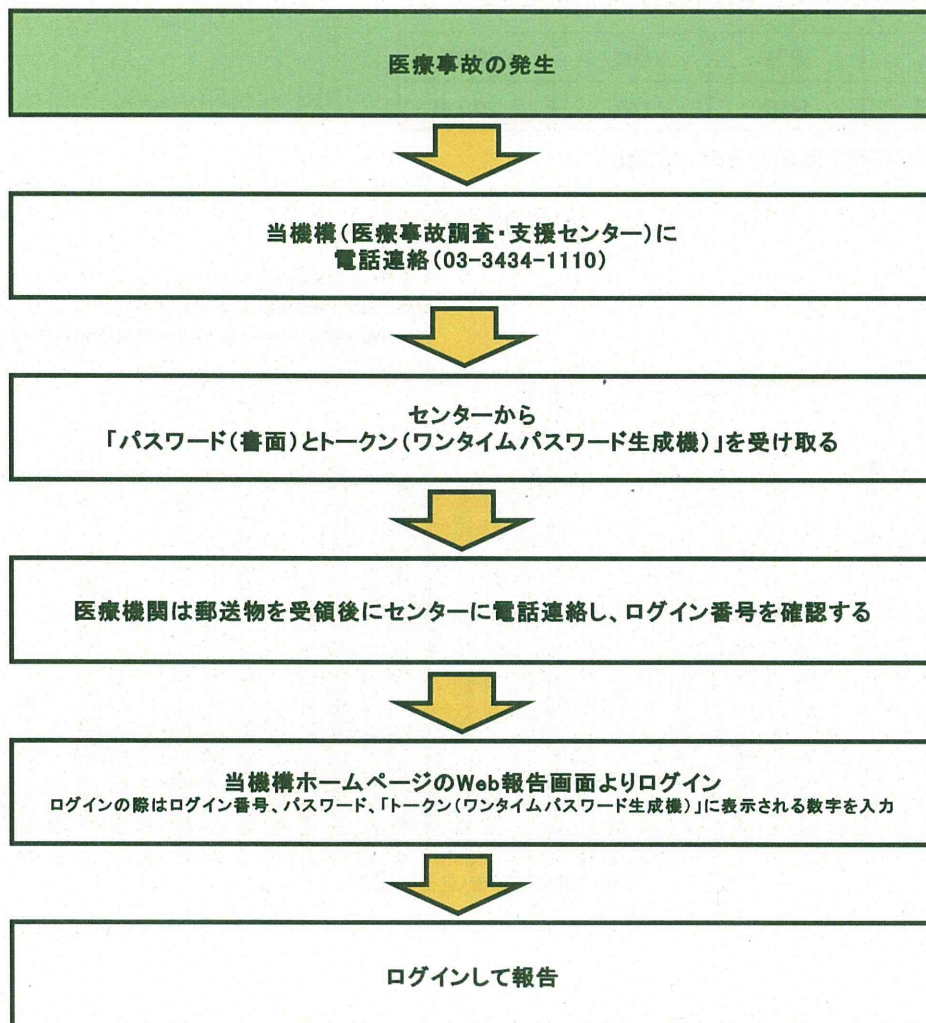 医療事故の発生
当機構(医療事故調査・支援センター)に
電話連絡(03-3434-1110)
センターから
「パスワード(書面)とトークン(ワンタイムパスワード生成機)」を受け取る
医療機関は郵送物を受領後にセンターに電話連絡し、ログイン番号を確認する
当機構ホームページのWeb報告画面よりログイン
ログインの際はログイン番号、パスワード、「トークン(ワンタイムパスワード生成機)」に表示される数字を入力
ログインして報告